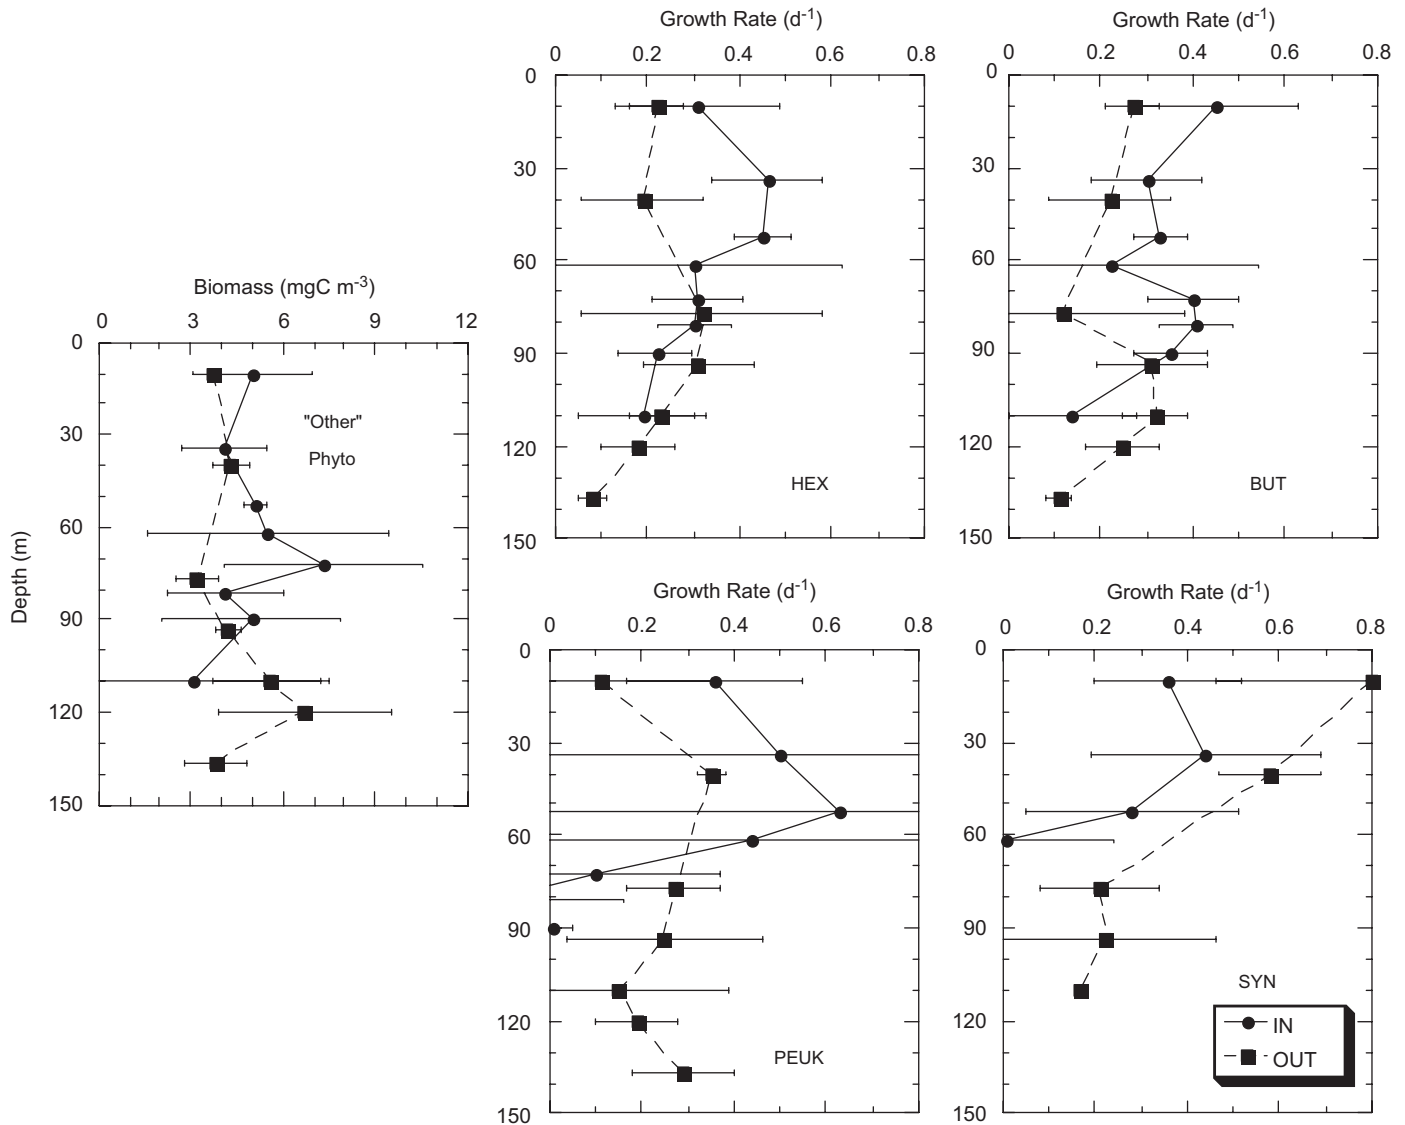 Growth Rate (d-1)
0 0.2 0.4 0.6 0.8
0
30
60
90
120
150
HEX
Growth Rate (d-1)
0 0.2 0.4 0.6 0.8
0
30
60
90
120
150
BUT
Biomass (mgC m-3)
0 3 6 9 12
0
30
60
90
120
150
Depth (m)
"Other"
Phyto
Growth Rate (d-1)
0 0.2 0.4 0.6 0.8
0
30
60
90
120
150
PEUK
Growth Rate (d-1)
0 0.2 0.4 0.6 0.8
0
30
60
90
120
150
SYN
IN
OUT